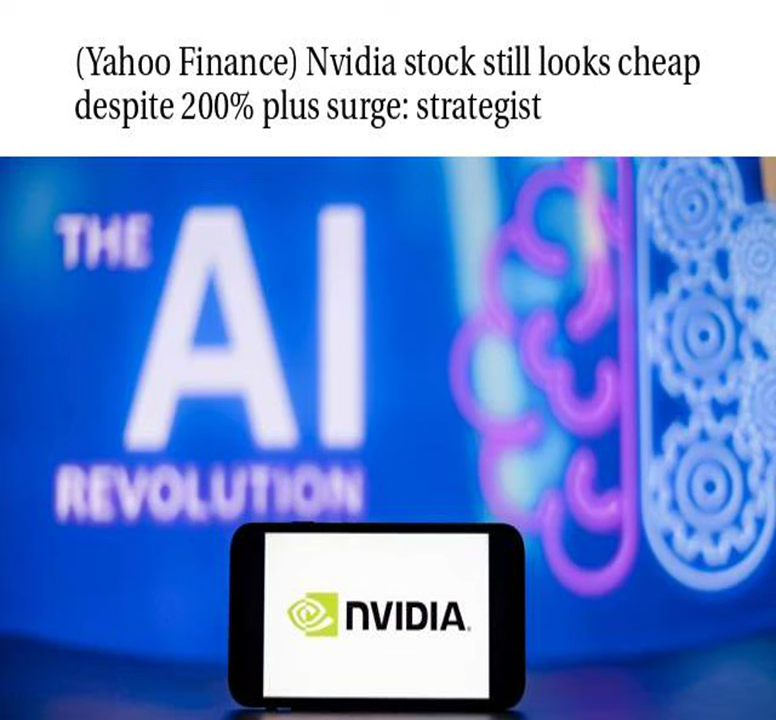 (Yahoo Finance) Nvidia stock still looks cheap
despite 200% plus surge: strategist
THE
AI
REVOLUTION
NVIDIA.